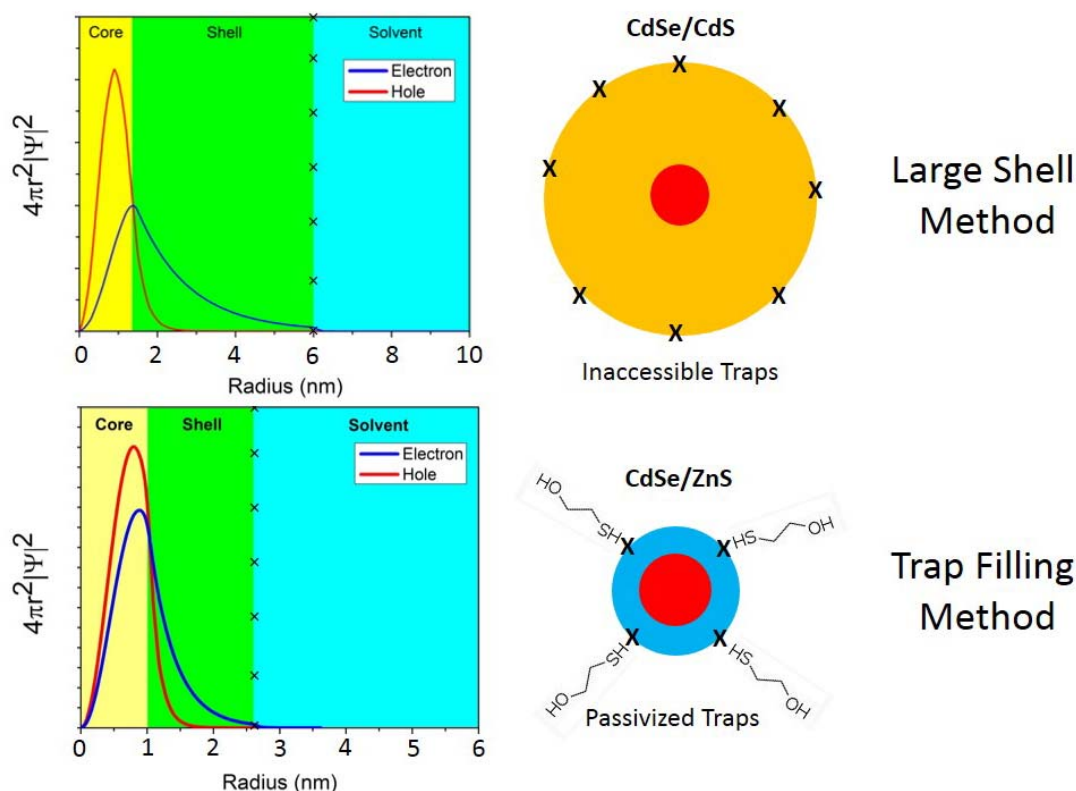 Core Shell Solvent
Electron
Hole
4πr²|Ψ|²
0 2 4 6 8 10
Radius (nm)
CdSe/CdS
X X X X X X X X
Inaccessible Traps
Large Shell
Method
Core Shell Solvent
Electron
Hole
4πr²|Ψ|²
0 1 2 3 4 5 6
Radius (nm)
CdSe/ZnS
HO SH X X HS OH
HO SH X X HS OH
Passivized Traps
Trap Filling
Method